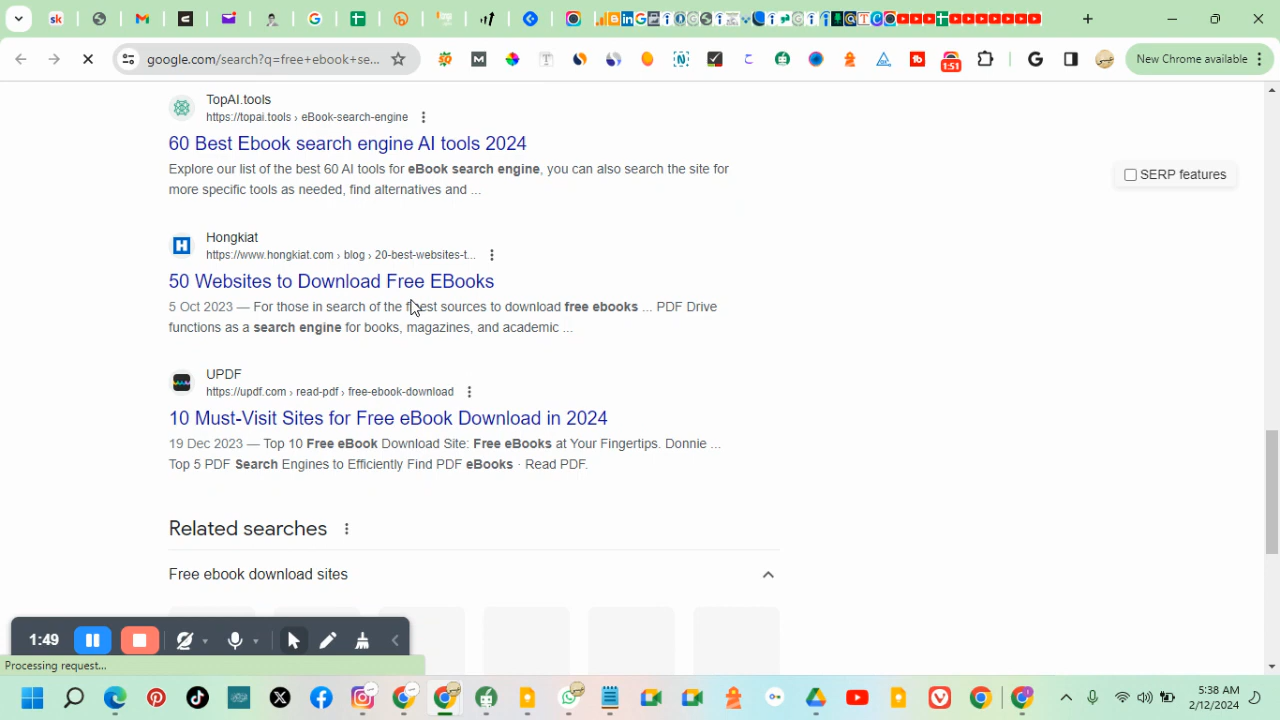 google.com/search?q=free+ebook+se...
New Chrome available
1:51
TopAI.tools
https://topai.tools › eBook-search-engine
60 Best Ebook search engine AI tools 2024
Explore our list of the best 60 AI tools for eBook search engine, you can also search the site for
more specific tools as needed, find alternatives and ...
SERP features
Hongkiat
https://www.hongkiat.com › blog › 20-best-websites-t...
50 Websites to Download Free EBooks
5 Oct 2023 — For those in search of the finest sources to download free ebooks ... PDF Drive
functions as a search engine for books, magazines, and academic ...
UPDF
https://updf.com › read-pdf › free-ebook-download
10 Must-Visit Sites for Free eBook Download in 2024
19 Dec 2023 — Top 10 Free eBook Download Site: Free eBooks at Your Fingertips. Donnie ...
Top 5 PDF Search Engines to Efficiently Find PDF eBooks · Read PDF.
Related searches
Free ebook download sites
1:49
Processing request...
5:38 AM
2/12/2024